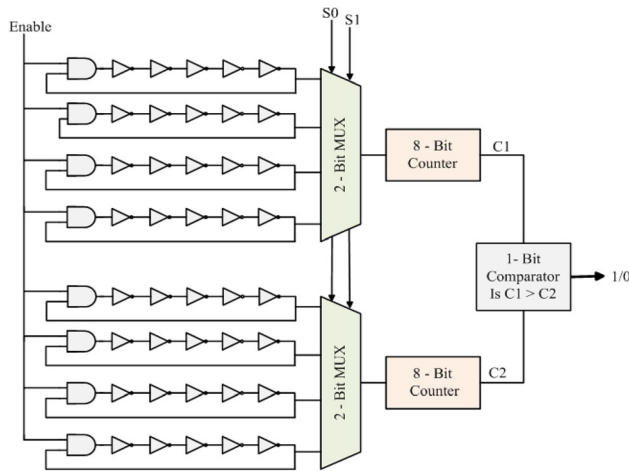 Enable
S0
S1
2 - Bit MUX
8 - Bit
Counter
C1
1- Bit
Comparator
Is C1 > C2
1/0
2 - Bit MUX
8 - Bit
Counter
C2